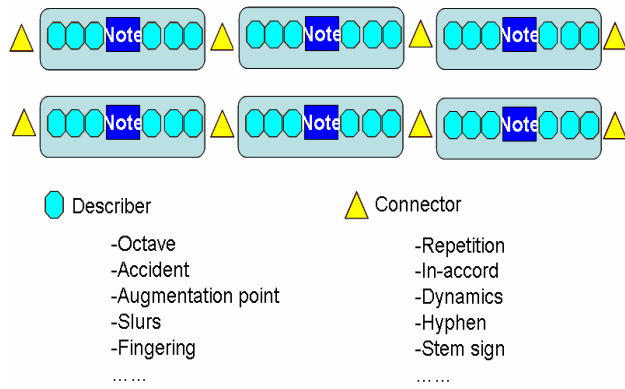 Note Note Note
Note Note Note
Describer Connector
-Octave -Repetition
-Accident -In-accord
-Augmentation point -Dynamics
-Slurs -Hyphen
-Fingering -Stem sign
…… ……